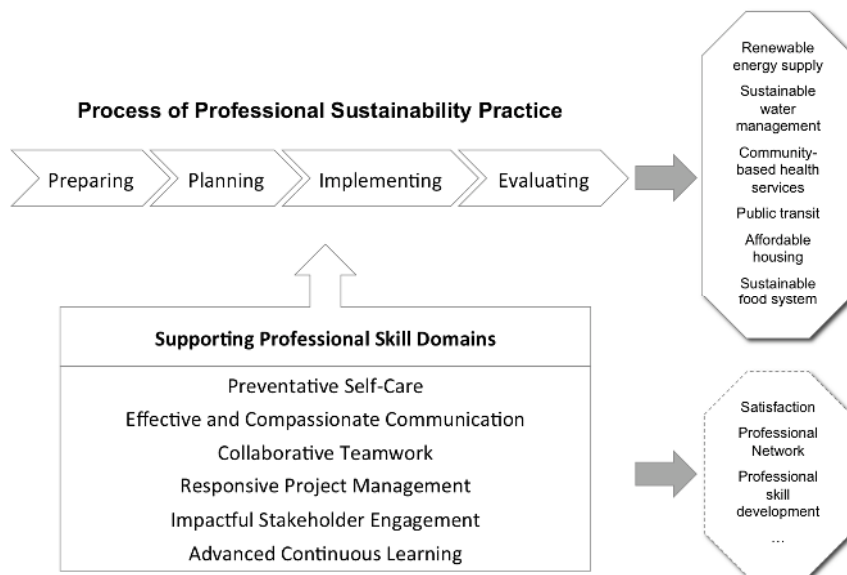 Process of Professional Sustainability Practice
Preparing
Planning
Implementing
Evaluating
Renewable
energy supply
Sustainable
water
management
Community-
based health
services
Public transit
Affordable
housing
Sustainable
food system
Supporting Professional Skill Domains
Preventative Self-Care
Effective and Compassionate Communication
Collaborative Teamwork
Responsive Project Management
Impactful Stakeholder Engagement
Advanced Continuous Learning
Satisfaction
Professional
Network
Professional
skill
development
...